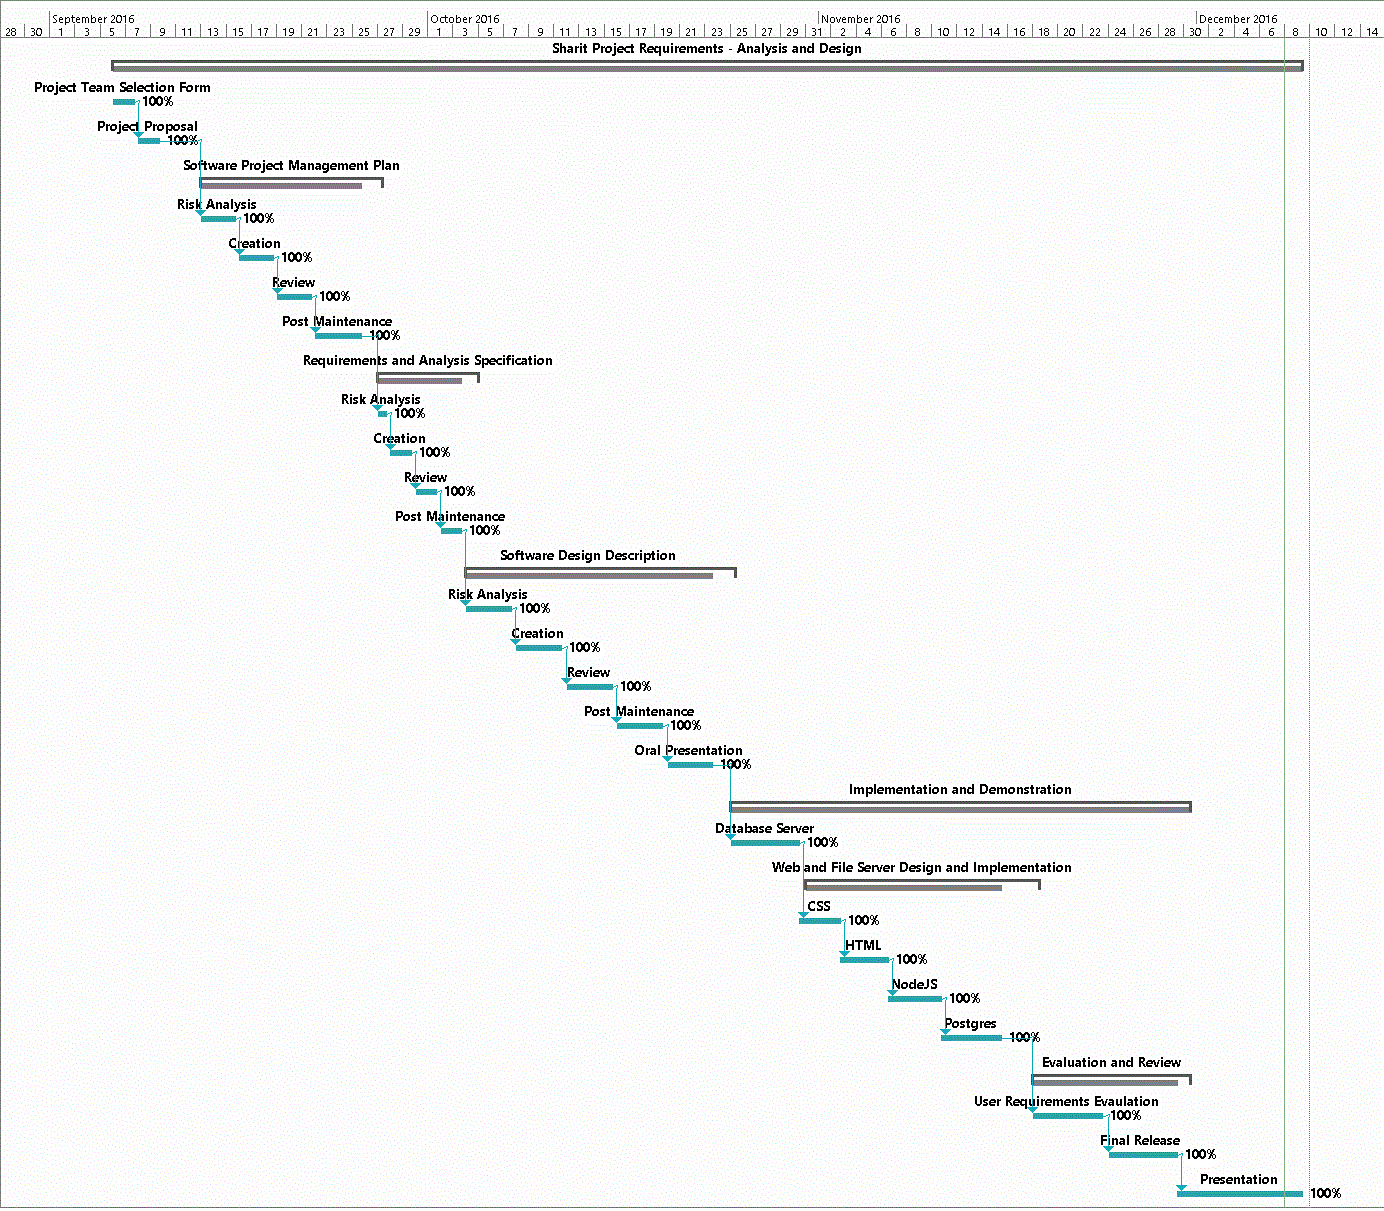 September 2016 October 2016 November 2016 December 2016
28 30 1 3 5 7 9 11 13 15 17 19 21 23 25 27 29 1 3 5 7 9 11 13 15 17 19 21 23 25 27 29 31 2 4 6 8 10 12 14 16 18 20 22 24 26 28 30 2 4 6 8 10 12 14
Sharit Project Requirements - Analysis and Design
Project Team Selection Form
100%
Project Proposal
100%
Software Project Management Plan
Risk Analysis
100%
Creation
100%
Review
100%
Post Maintenance
100%
Requirements and Analysis Specification
Risk Analysis
100%
Creation
100%
Review
100%
Post Maintenance
100%
Software Design Description
Risk Analysis
100%
Creation
100%
Review
100%
Post Maintenance
100%
Oral Presentation
100%
Implementation and Demonstration
Database Server
100%
Web and File Server Design and Implementation
CSS
100%
HTML
100%
NodeJS
100%
Postgres
100%
Evaluation and Review
User Requirements Evaulation
100%
Final Release
100%
Presentation
100%